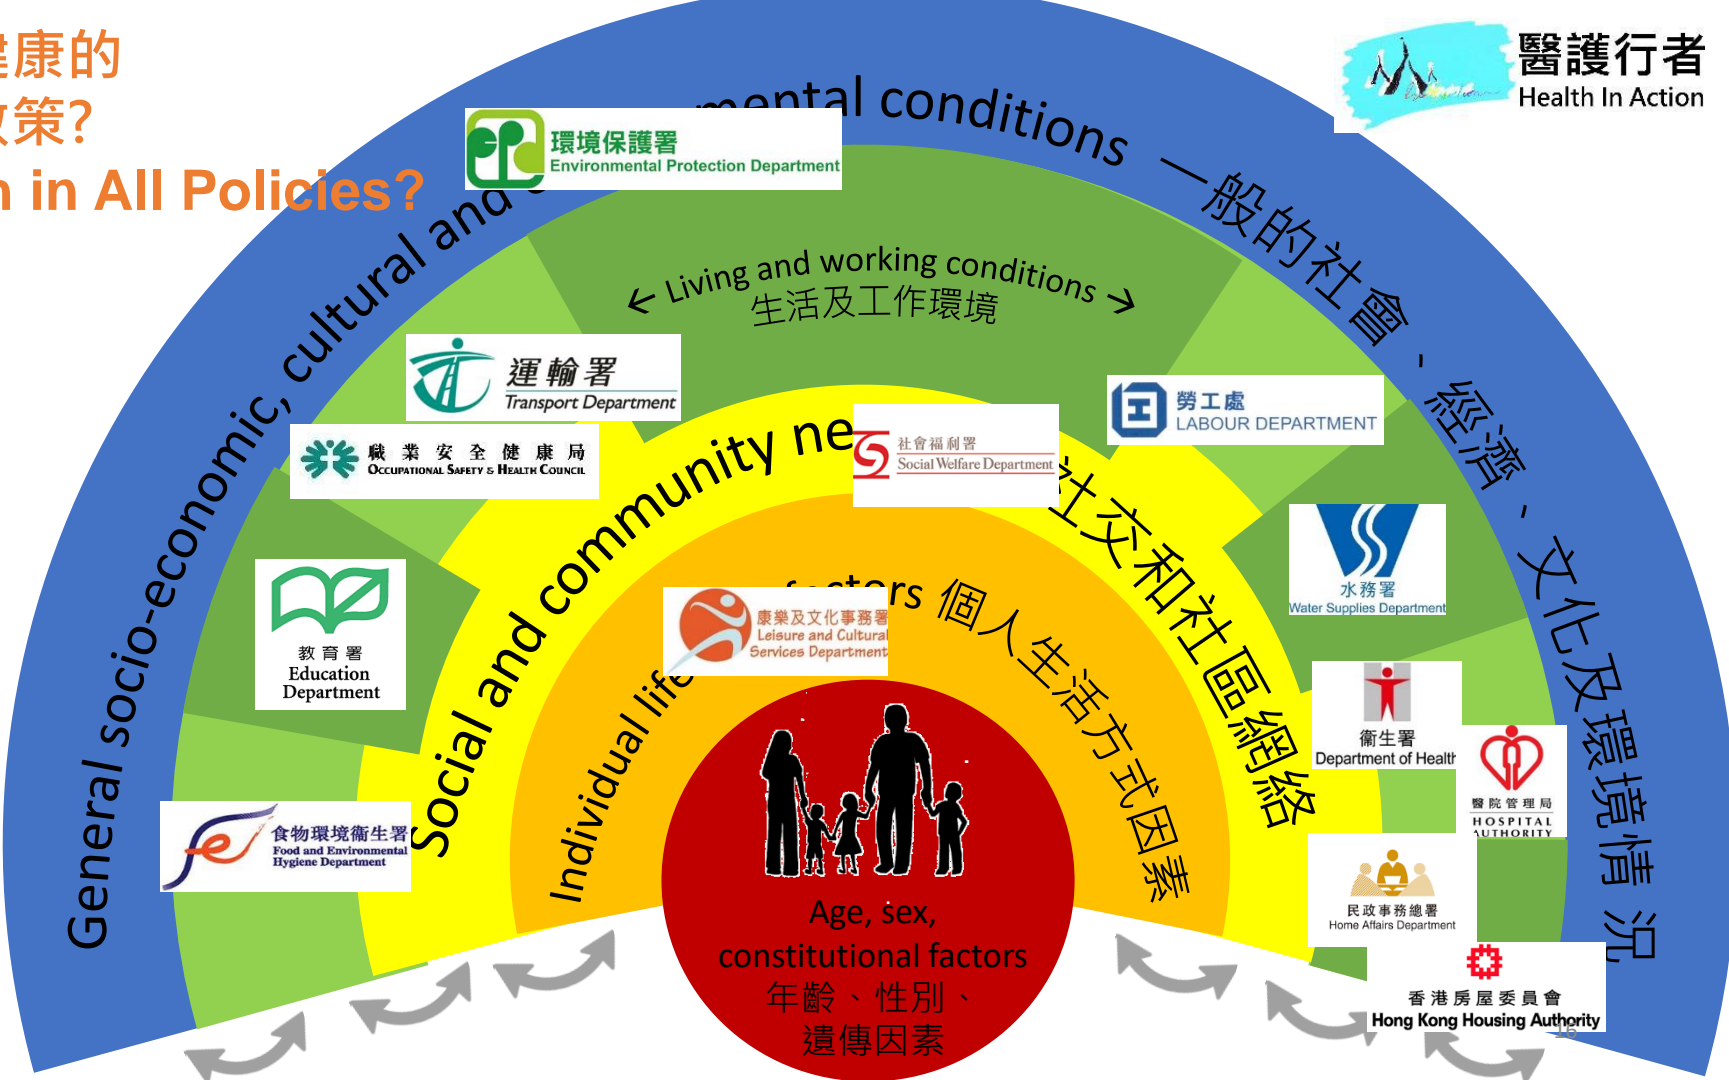 健康的
政策?
in All Policies?
醫護行者
Health In Action
General socio-economic, cultural and
mental conditions 一般的社會、經濟、文化及環境情況
環境保護署
Environmental Protection Department
← Living and working conditions →
生活及工作環境
運輸署
Transport Department
職業安全健康局
OCCUPATIONAL SAFETY & HEALTH COUNCIL
勞工處
LABOUR DEPARTMENT
Social and community ne
社交和社區網絡
社會福利署
Social Welfare Department
水務署
Water Supplies Department
教育署
Education
Department
Individual life
factors 個人生活方式因素
康樂及文化事務署
Leisure and Cultural
Services Department
衞生署
Department of Health
醫院管理局
HOSPITAL
AUTHORITY
食物環境衞生署
Food and Environmental
Hygiene Department
民政事務總署
Home Affairs Department
Age, sex,
constitutional factors
年齡、性別、
遺傳因素
香港房屋委員會
Hong Kong Housing Authority
16